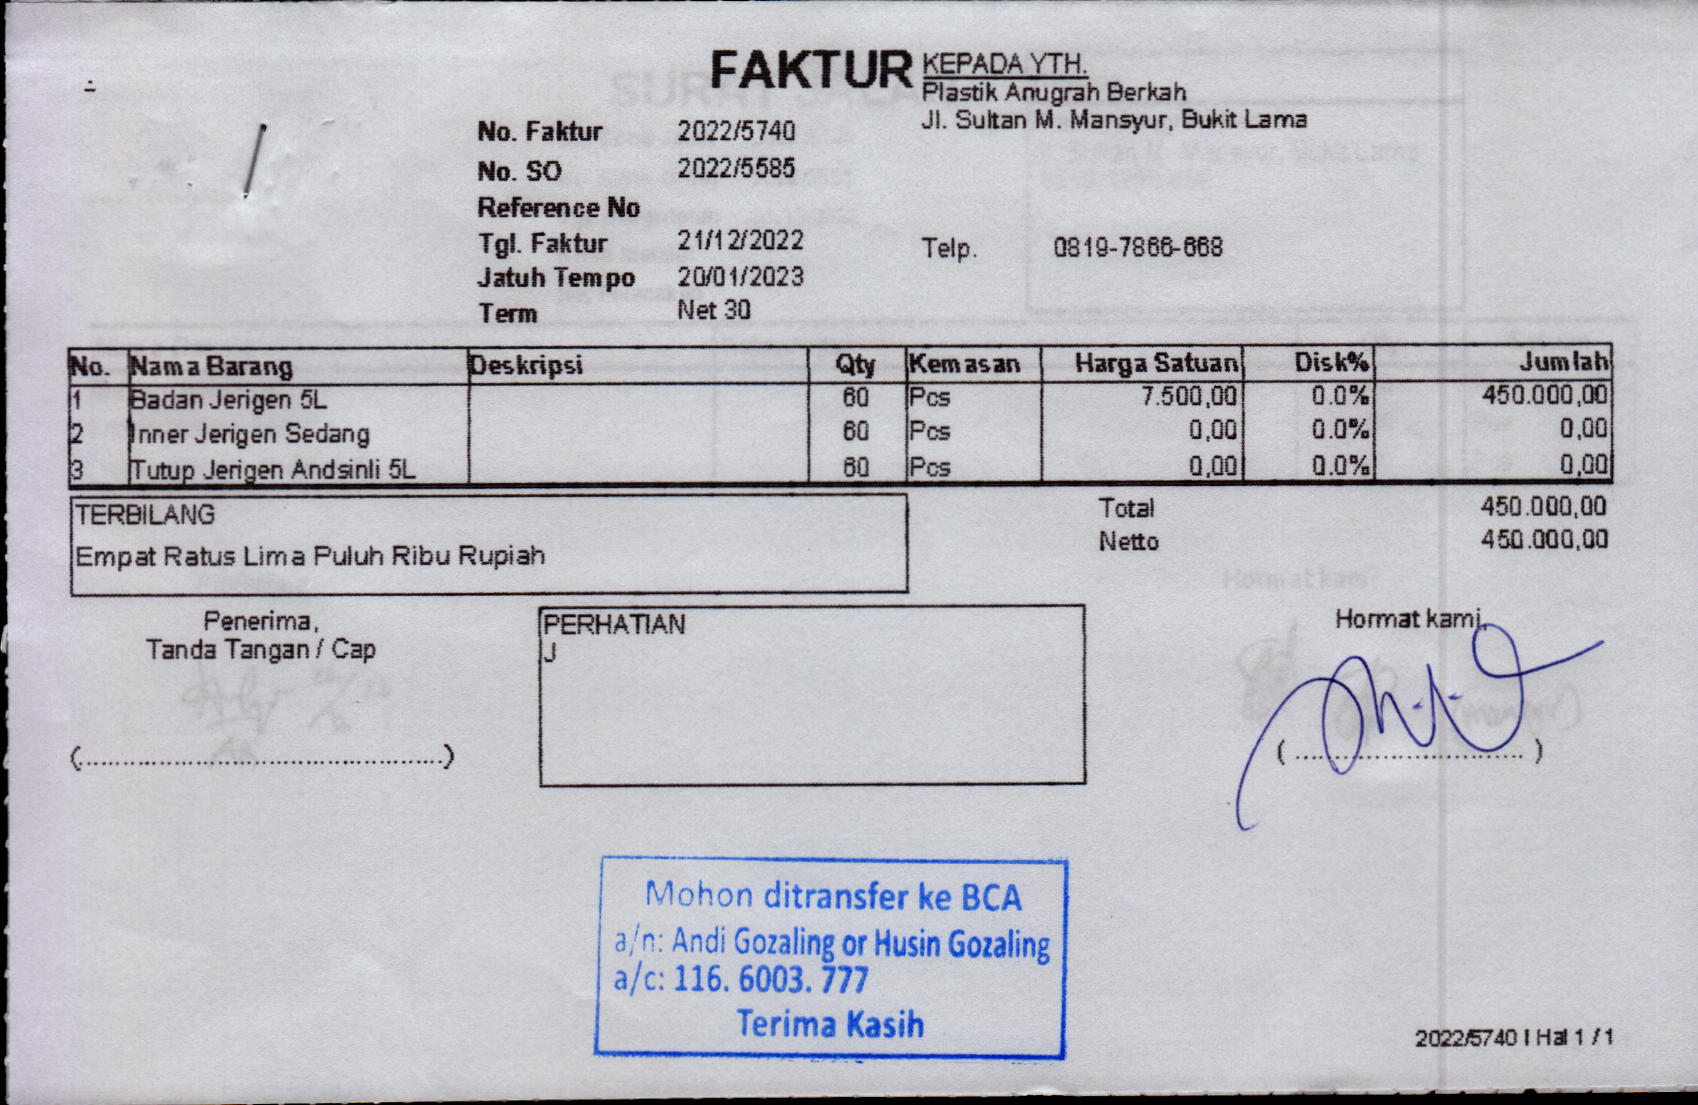 FAKTUR
KEPADA YTH.
Plastik Anugrah Berkah
Jl. Sultan M. Mansyur, Bukit Lama
No. Faktur 2022/5740
No. SO 2022/5585
Reference No
Tgl. Faktur 21/12/2022
Telp. 0819-7866-668
Jatuh Tempo 20/01/2023
Term Net 30
No. Nama Barang Deskripsi Qty Kemasan Harga Satuan Disk% Jumlah
1 Badan Jerigen 5L 60 Pcs 7.500,00 0.0% 450.000,00
2 Inner Jerigen Sedang 60 Pcs 0,00 0.0% 0,00
3 Tutup Jerigen Andsinli 5L 60 Pcs 0,00 0.0% 0,00
TERBILANG
Empat Ratus Lima Puluh Ribu Rupiah
Total 450.000,00
Netto 450.000,00
Penerima,
Tanda Tangan / Cap
(..............................................)
PERHATIAN
J
Hormat kami,
( .............................. )
Mohon ditransfer ke BCA
a/n: Andi Gozaling or Husin Gozaling
a/c: 116. 6003. 777
Terima Kasih
2022/5740 | Hal 1 / 1